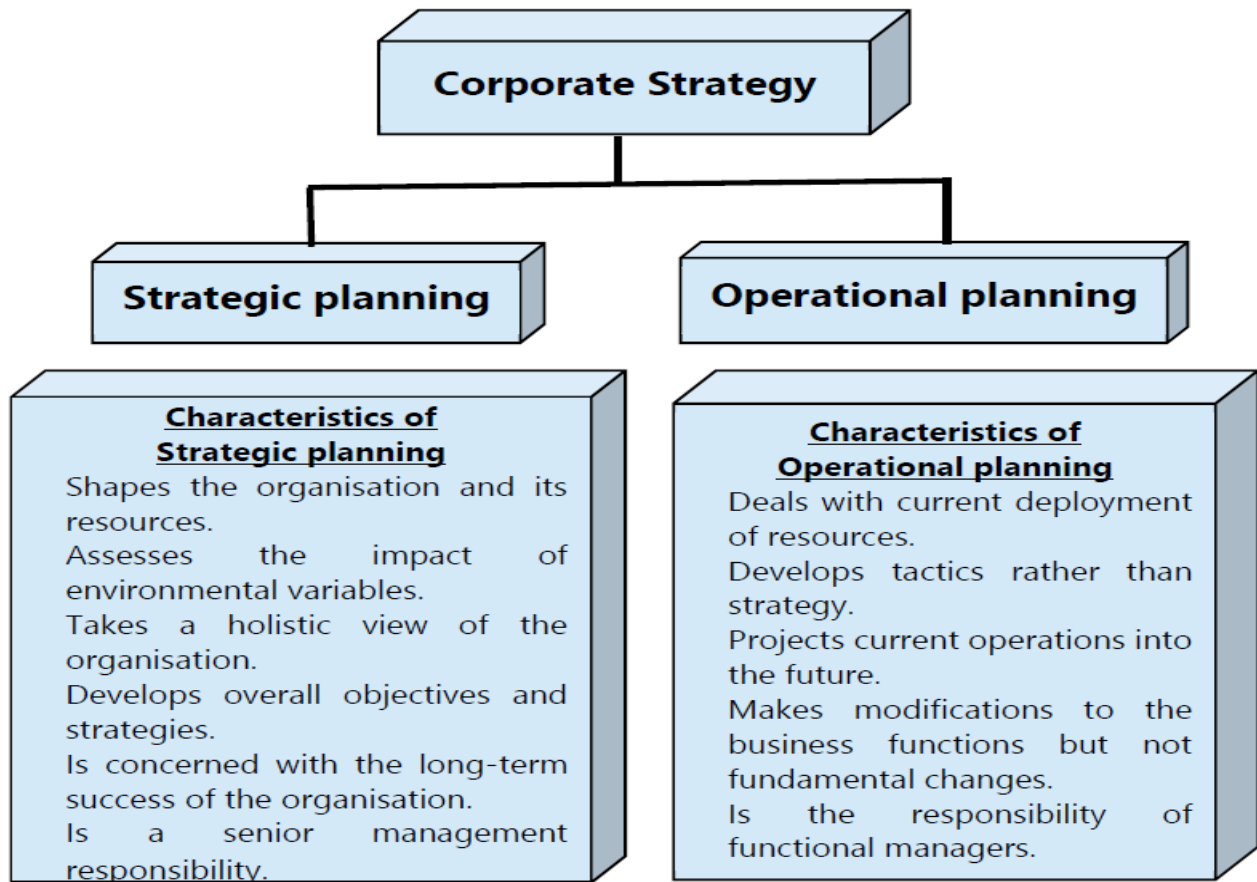 Corporate Strategy
Strategic planning
Operational planning
Characteristics of
Strategic planning
Shapes the organisation and its
resources.
Assesses the impact of
environmental variables.
Takes a holistic view of the
organisation.
Develops overall objectives and
strategies.
Is concerned with the long-term
success of the organisation.
Is a senior management
responsibility.
Characteristics of
Operational planning
Deals with current deployment
of resources.
Develops tactics rather than
strategy.
Projects current operations into
the future.
Makes modifications to the
business functions but not
fundamental changes.
Is the responsibility of
functional managers.